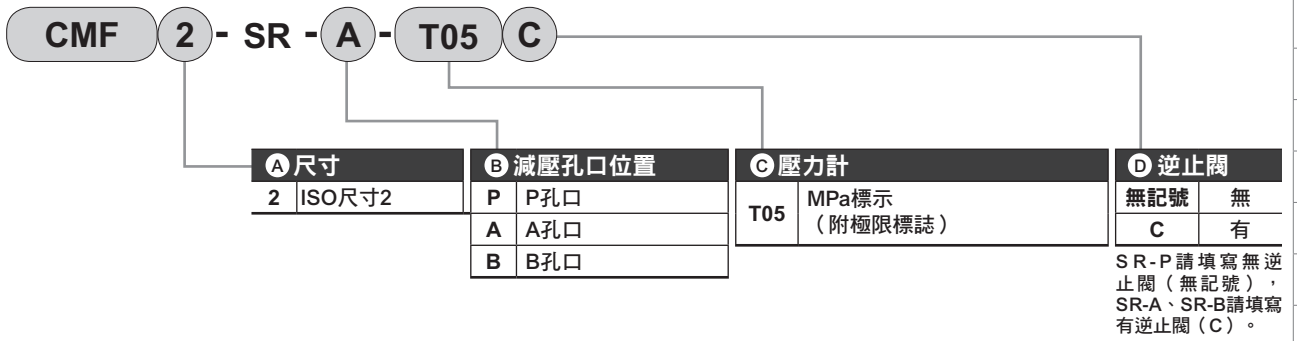 CMF 2 - SR - A - T05 C
A 尺寸
2 ISO尺寸2
B 減壓孔口位置
P P孔口
A A孔口
B B孔口
C 壓力計
T05 MPa標示
（附極限標誌）
D 逆止閥
無記號 無
C 有
SR-P請填寫無逆
止閥（無記號），
SR-A、SR-B請填寫
有逆止閥（C）。